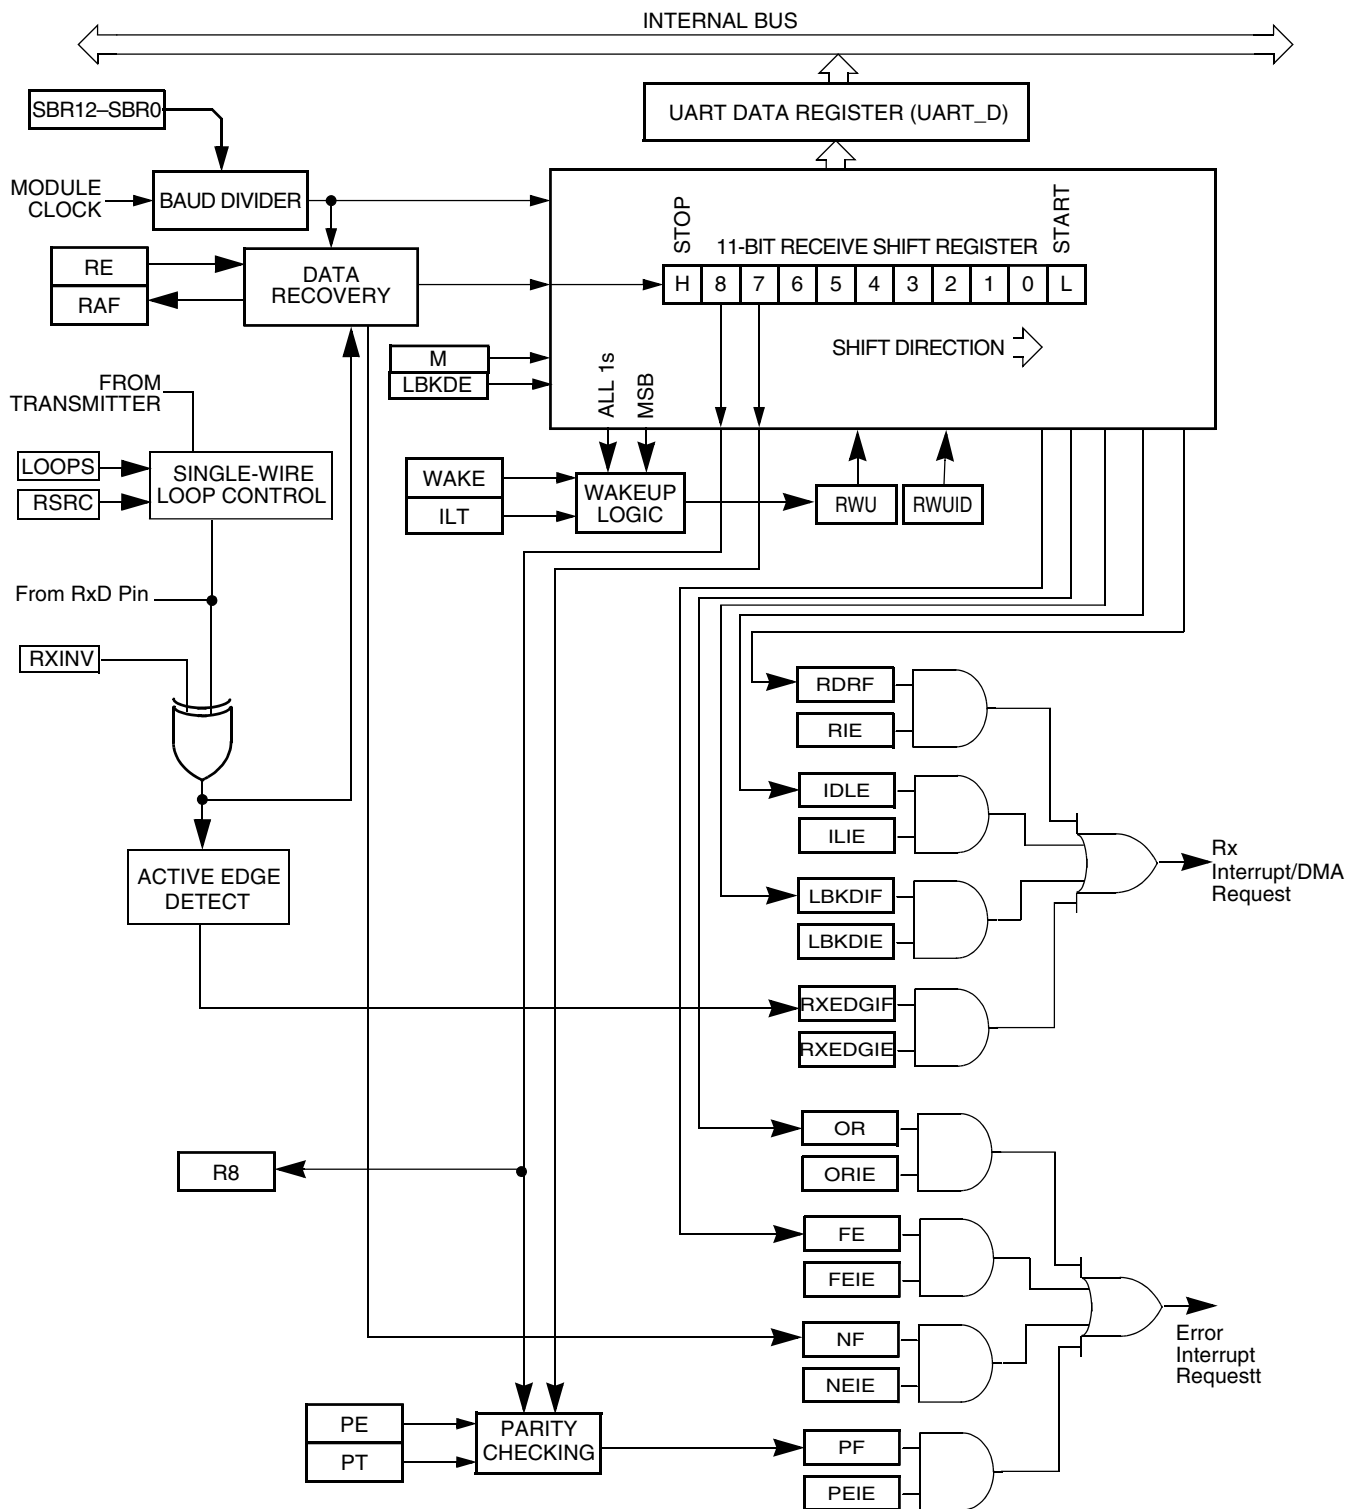 INTERNAL BUS
SBR12–SBR0
UART DATA REGISTER (UART_D)
MODULE
CLOCK
BAUD DIVIDER
STOP
11-BIT RECEIVE SHIFT REGISTER
START
RE
RAF
DATA
RECOVERY
H 8 7 6 5 4 3 2 1 0 L
SHIFT DIRECTION
M
LBKDE
ALL 1s
MSB
FROM
TRANSMITTER
LOOPS
RSRC
SINGLE-WIRE
LOOP CONTROL
WAKE
ILT
WAKEUP
LOGIC
RWU
RWUID
From RxD Pin
RXINV
RDRF
RIE
IDLE
ILIE
Rx
Interrupt/DMA
Request
ACTIVE EDGE
DETECT
LBKDIF
LBKDIE
RXEDGIF
RXEDGIE
OR
ORIE
R8
FE
FEIE
NF
NEIE
Error
Interrupt
Requestt
PE
PT
PARITY
CHECKING
PF
PEIE